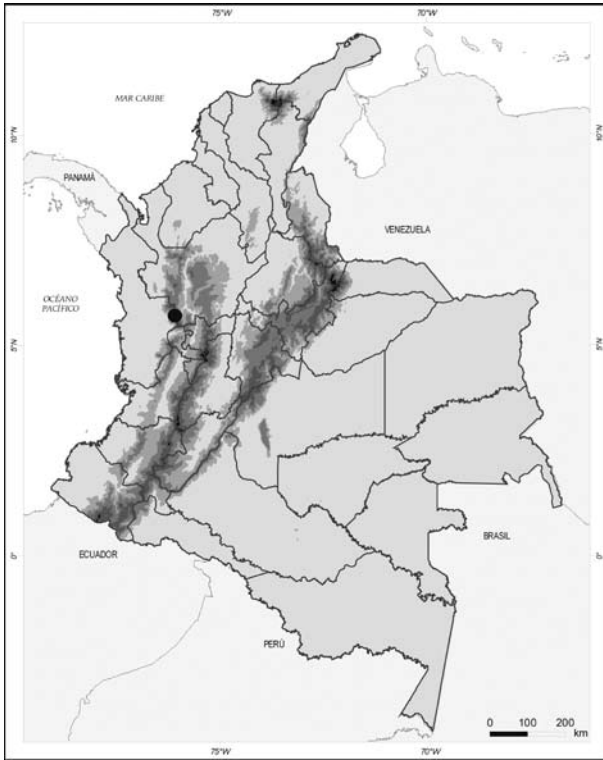 75°W 70°W
MAR CARIBE
10°N 10°N
PANAMÁ
VENEZUELA
OCÉANO
PACÍFICO
5°N 5°N
BRASIL
ECUADOR
0° 0°
PERÚ
0 100 200
km
75°W 70°W